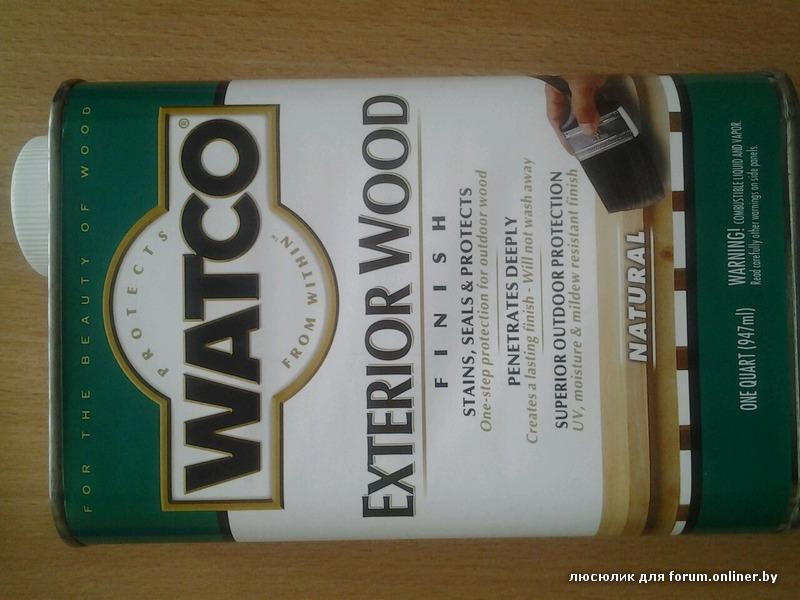 FOR THE BEAUTY OF WOOD
PROTECTS
WATCO®
FROM WITHIN™
EXTERIOR WOOD
FINISH
STAINS, SEALS & PROTECTS
One-step protection for outdoor wood
PENETRATES DEEPLY
Creates a lasting finish - Will not wash away
SUPERIOR OUTDOOR PROTECTION
UV, moisture & mildew resistant finish
NATURAL
ONE QUART (947ml)
WARNING! COMBUSTIBLE LIQUID AND VAPOR.
Read carefully other warnings on side panels.
люсюлик для forum.onliner.by